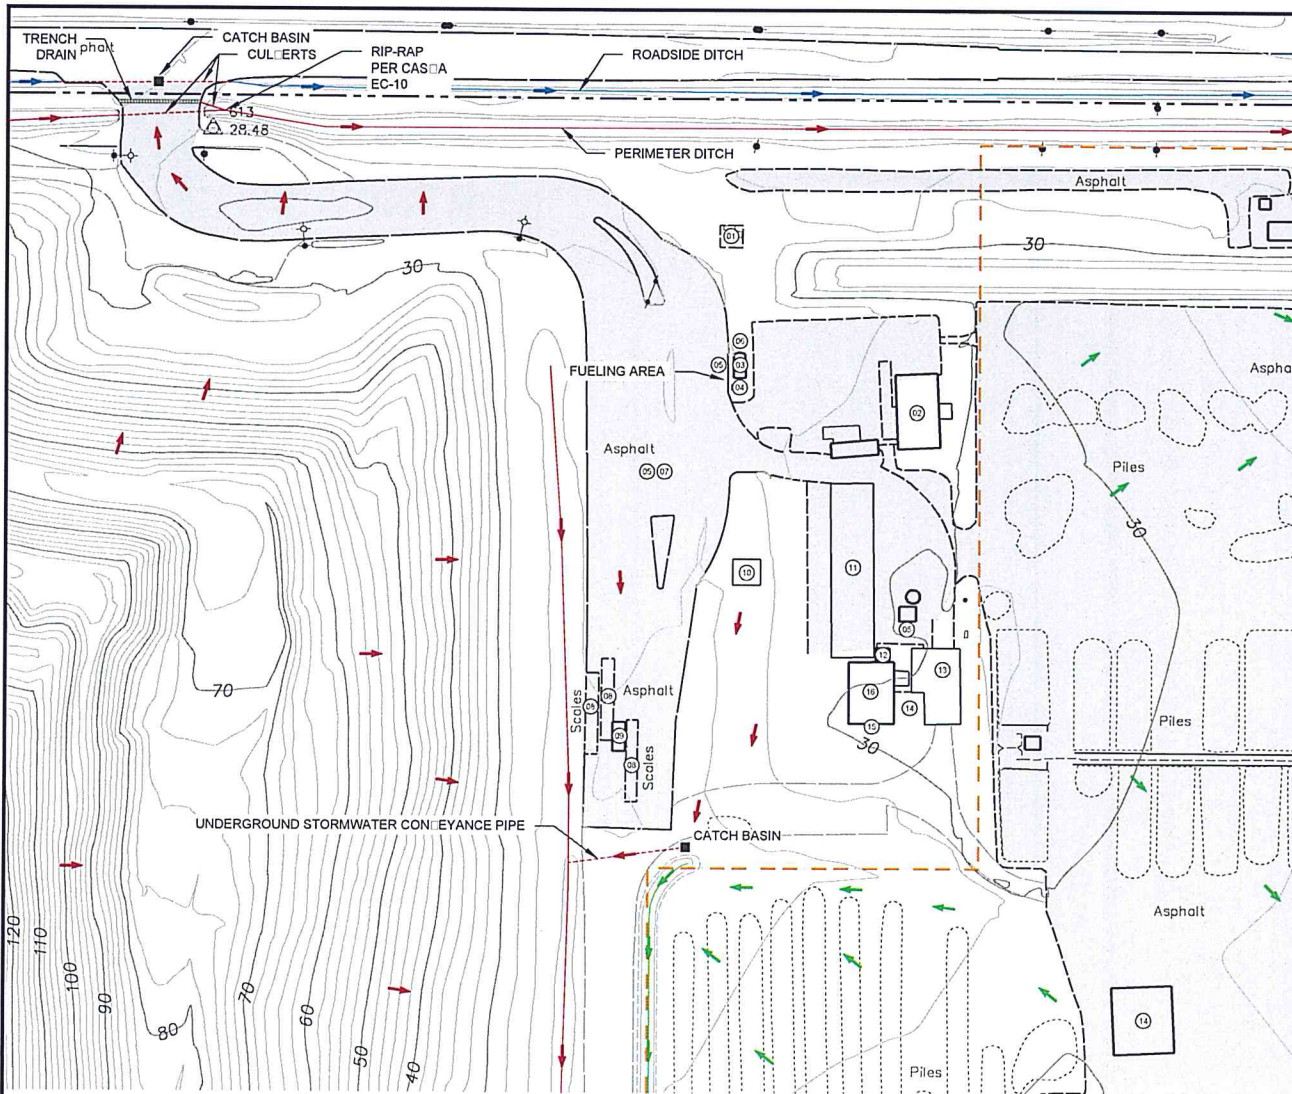 TRENCH
DRAIN
phalt
CATCH BASIN
CUL□ERTS
RIP-RAP
PER CAS□A
EC-10
ROADSIDE DITCH
613
28.48
PERIMETER DITCH
Asphalt
01
30
30
06
05
03
04
FUELING AREA
02
Aspha
Asphalt
05 07
Piles
30
10
11
05
12
13
16
14
15
30
70
Scales
08
08
Asphalt
09
08
Scales
Piles
UNDERGROUND STORMWATER CON□EYANCE PIPE
CATCH BASIN
Asphalt
120
110
100
90
80
70
60
50
40
14
Piles